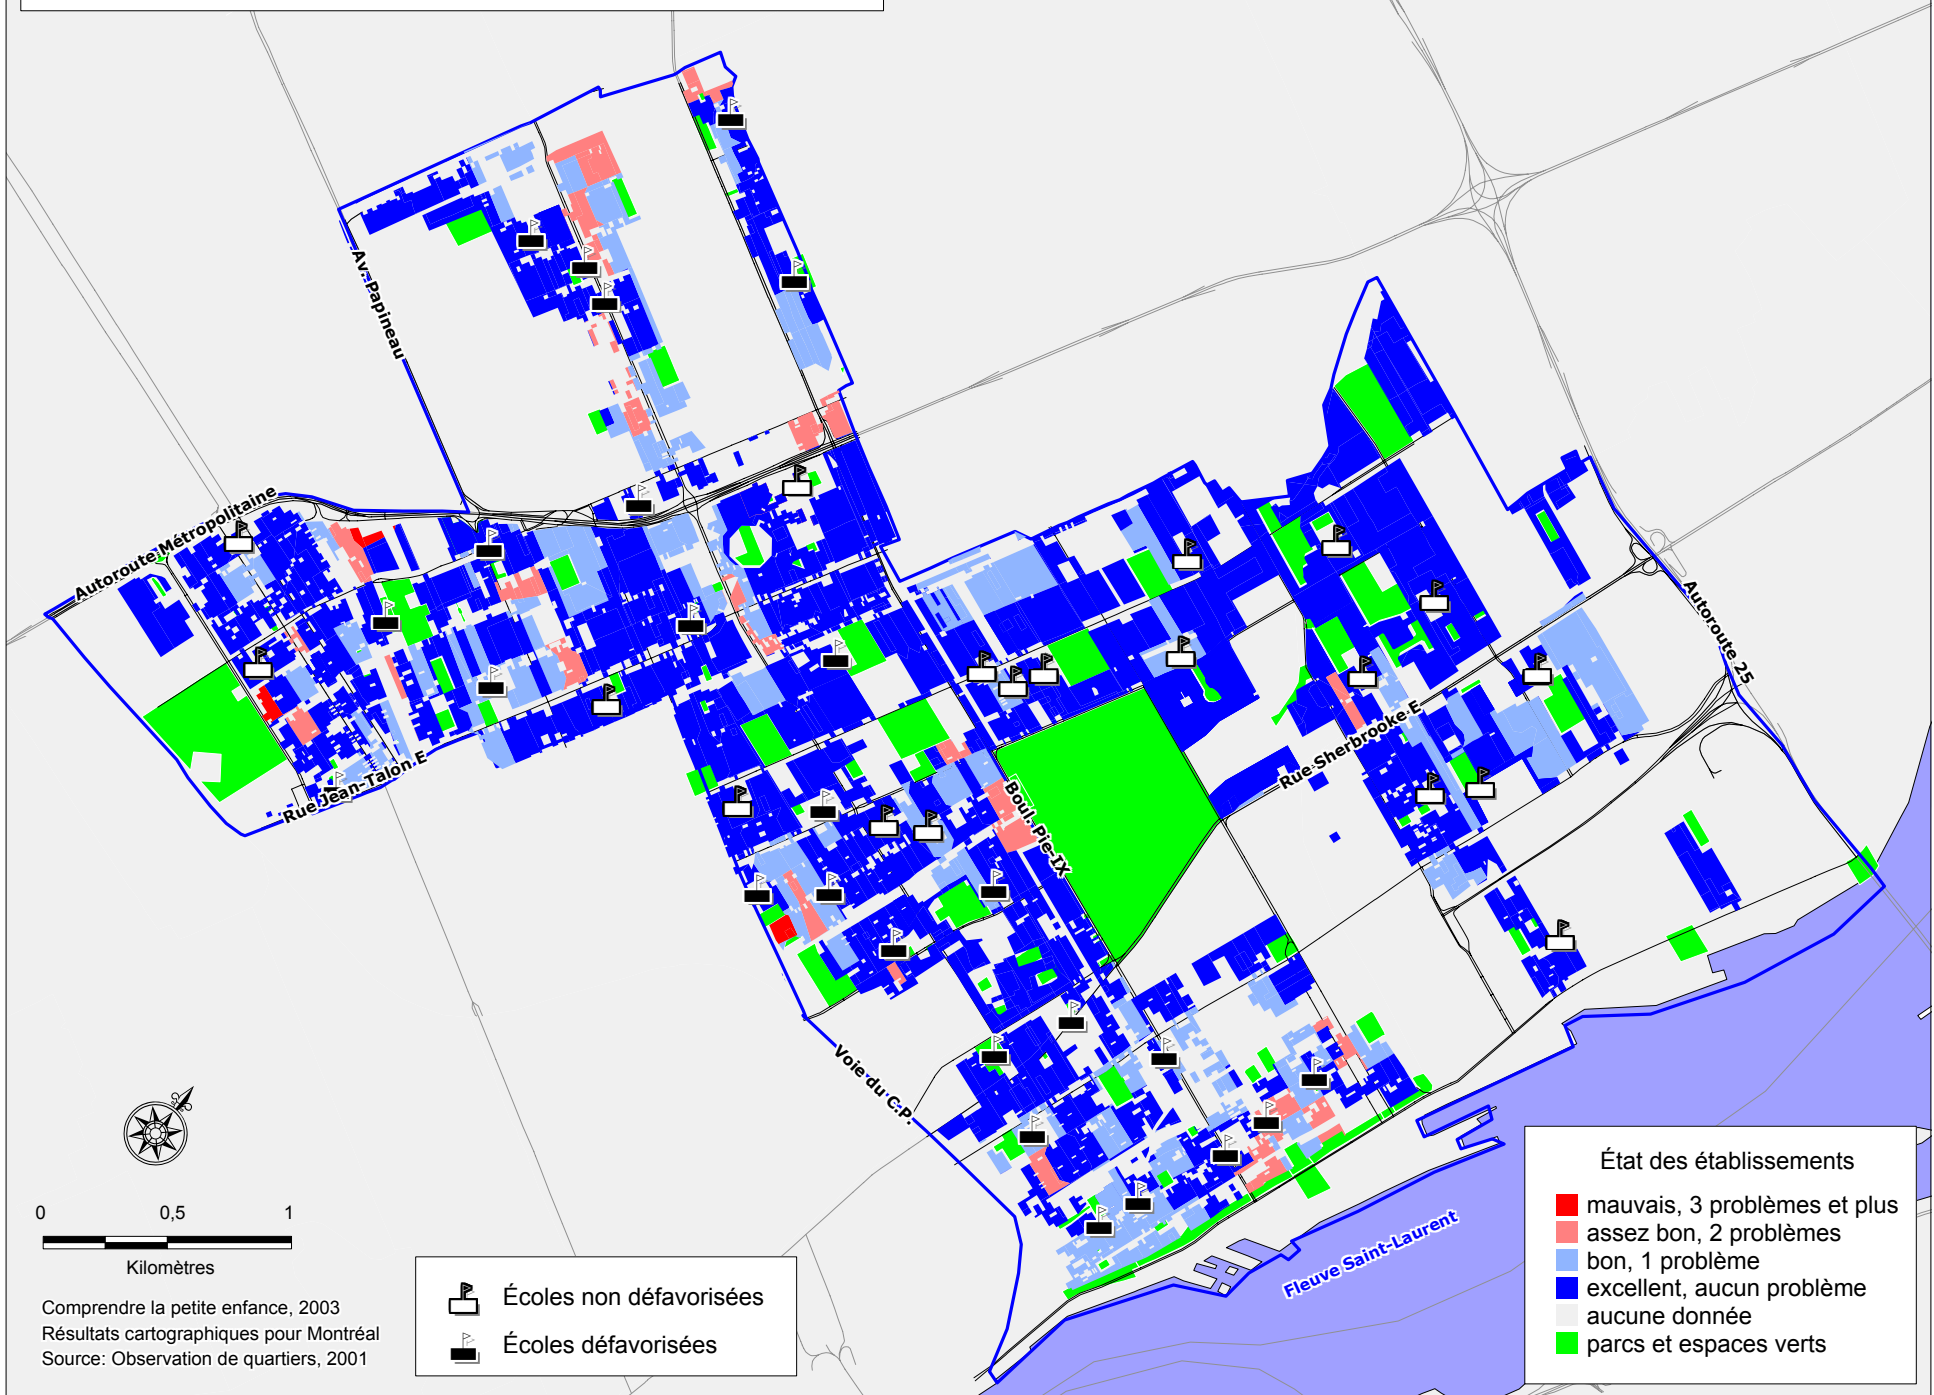 Av. Papineau
Autoroute Métropolitaine
Autoroute 25
Rue Sherbrooke E
Rue Jean-Talon E
Boul. Pie-IX
Voie du C.P.
Fleuve Saint-Laurent
0 0,5 1
Kilomètres
Comprendre la petite enfance, 2003
Résultats cartographiques pour Montréal
Source: Observation de quartiers, 2001
Écoles non défavorisées
Écoles défavorisées
État des établissements
mauvais, 3 problèmes et plus
assez bon, 2 problèmes
bon, 1 problème
excellent, aucun problème
aucune donnée
parcs et espaces verts